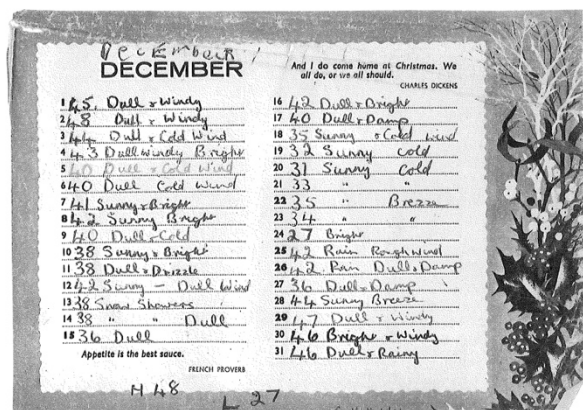 DECEMBER
DECEMBER
1 45. Dull & Windy
2 48 Dull & Windy
3 44 Dull & Cold Wind
4 43 Dull windy Bright
5 40 Dull & Cold Wind
6 40 Dull Cold Wind
7 41 Sunny & Bright
8 42 Sunny Bright
9 40 Dull & Cold
10 38 Sunny & Bright
11 38 Dull & Drizzle
12 42 Sunny — Dull Wind
13 38 Snow Showers
14 38 " " Dull
15 36 Dull
Appetite is the best sauce.
FRENCH PROVERB
And I do come home at Christmas. We
all do, or we all should.
CHARLES DICKENS
16 42 Dull & Bright
17 40 Dull & Damp
18 35 Sunny & Cold wind
19 32 Sunny cold
20 31 Sunny cold
21 33 " "
22 35 " Breeze
23 34 " "
24 27 Bright
25 42 Rain Rough wind
26 42 Rain Dull & Damp
27 36 Dull & Damp
28 44 Sunny Breeze
29 47 Dull & Windy
30 46 Bright & Windy
31 46 Dull & Rainy
H 48
L 27